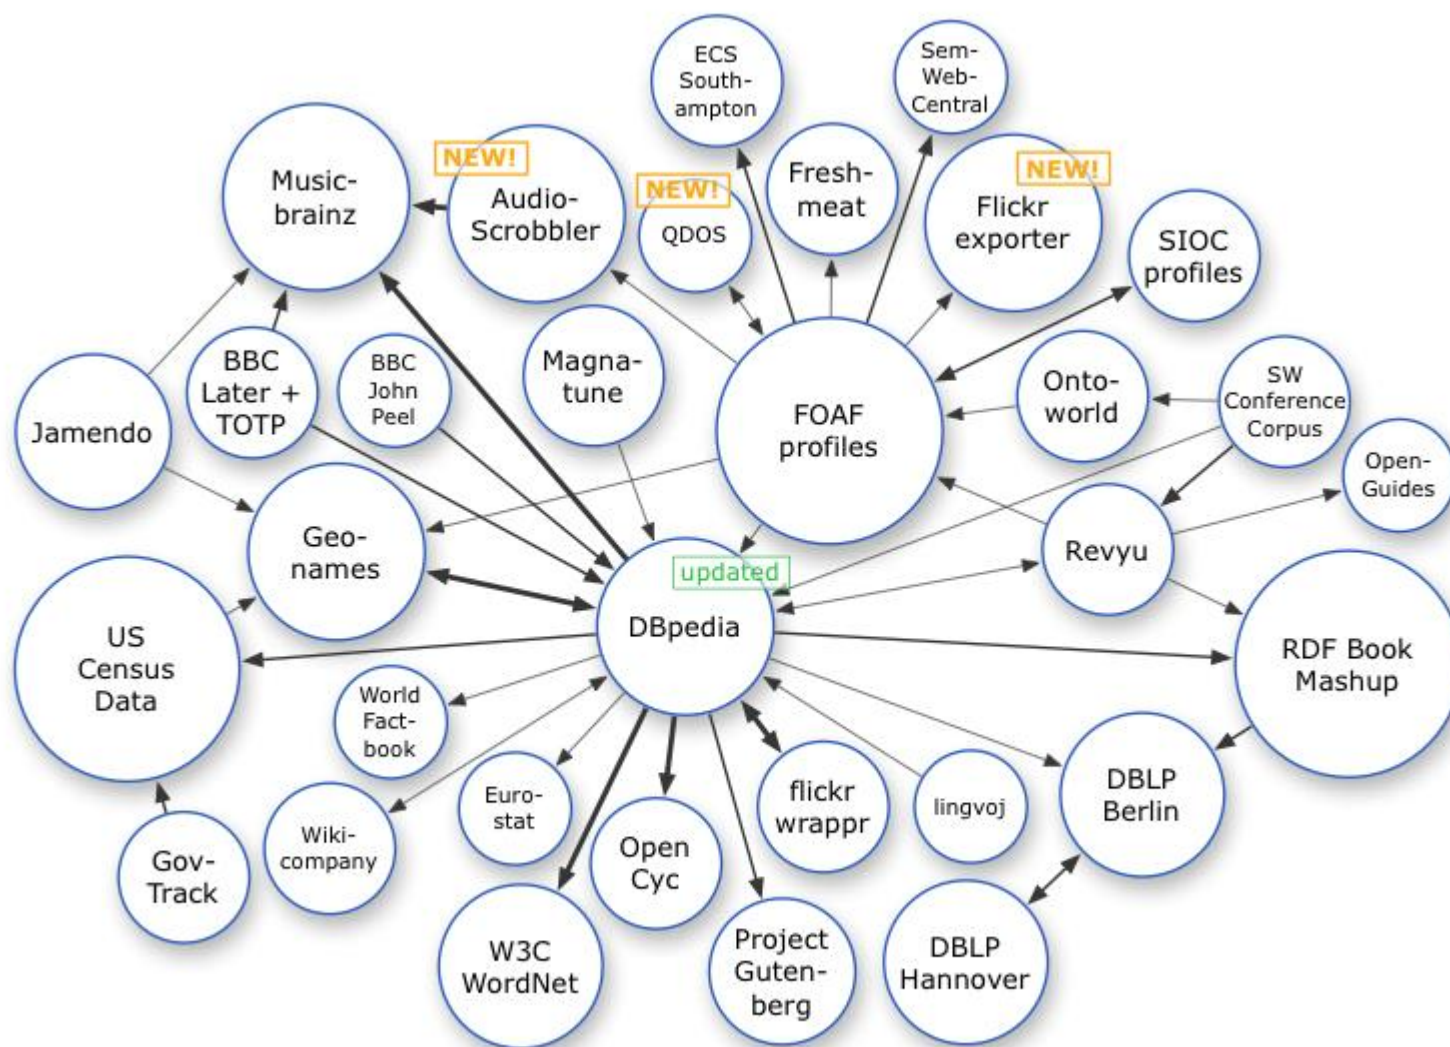 ECS
South-
ampton
Sem-
Web-
Central
Music-
brainz
NEW!
Audio-
Scrobbler
NEW!
QDOS
Fresh-
meat
NEW!
Flickr
exporter
SIOC
profiles
Jamendo
BBC
Later +
TOTP
BBC
John
Peel
Magna-
tune
FOAF
profiles
Onto-
world
SW
Conference
Corpus
Open-
Guides
Geo-
names
Revyu
updated
DBpedia
US
Census
Data
RDF Book
Mashup
World
Fact-
book
Euro-
stat
flickr
wrappr
lingvoj
DBLP
Berlin
Wiki-
company
Open
Cyc
Gov-
Track
W3C
WordNet
Project
Guten-
berg
DBLP
Hannover